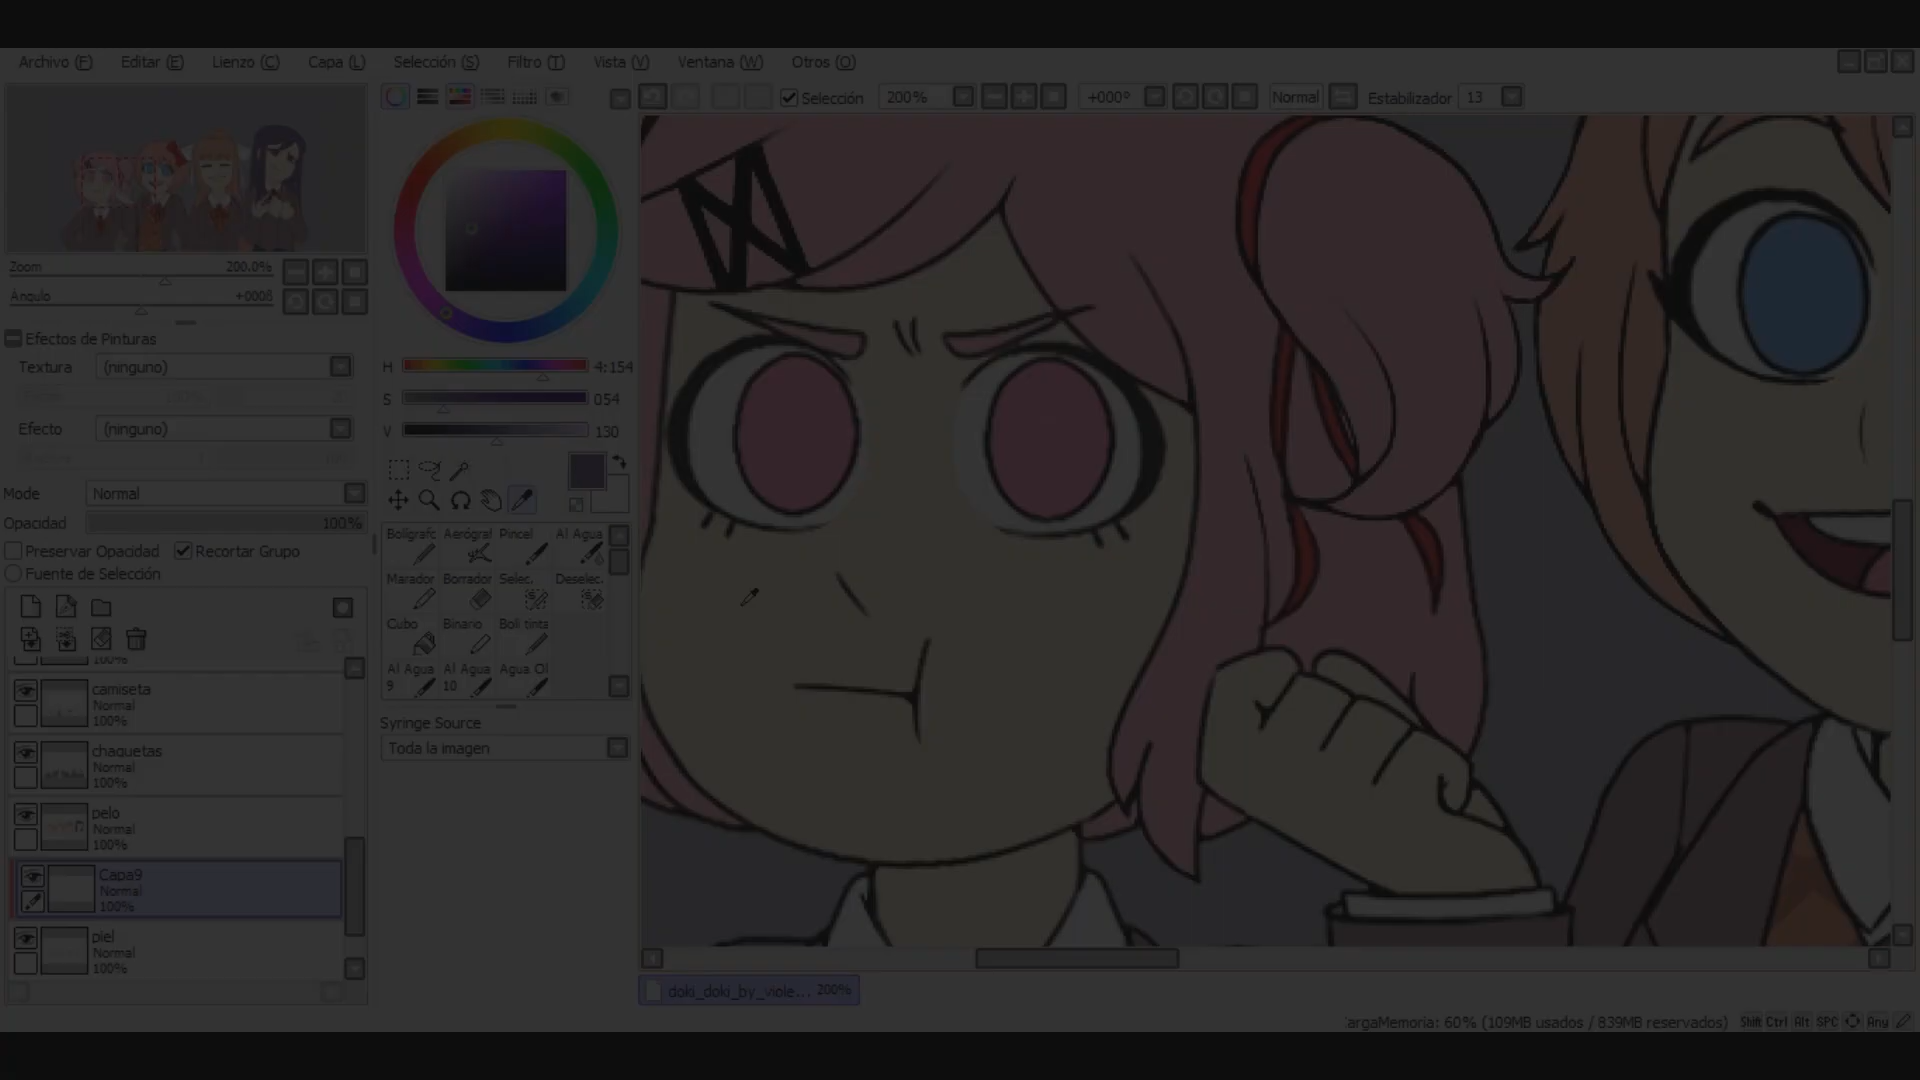 Archivo (F) Editar (E) Lienzo (C) Capa (L) Selección (S) Filtro (T) Vista (V) Ventana (W) Otros (O)
Selección 200% +000º Normal Estabilizador 13
Zoom 200.0%
Ángulo +0008
Efectos de Pinturas
Textura (ninguno)
Efecto (ninguno)
Mode Normal
Opacidad 100%
Preservar Opacidad Recortar Grupo
Fuente de Selección
100%
camiseta
Normal
100%
chaquetas
Normal
100%
pelo
Normal
100%
Capa9
Normal
100%
piel
Normal
100%
H 4:154
S 054
V 130
Bolígrafc Aerógraf Pincel Al Agua
Marador Borrador Selec. Deselec.
Cubo Binario Boli tinta
Al Agua 9 Al Agua 10 Agua Ol
Syringe Source
Toda la imagen
doki_doki_by_viole... 200%
argaMemoria: 60% (109MB usados / 839MB reservados) Shift Ctrl Alt SPC Any